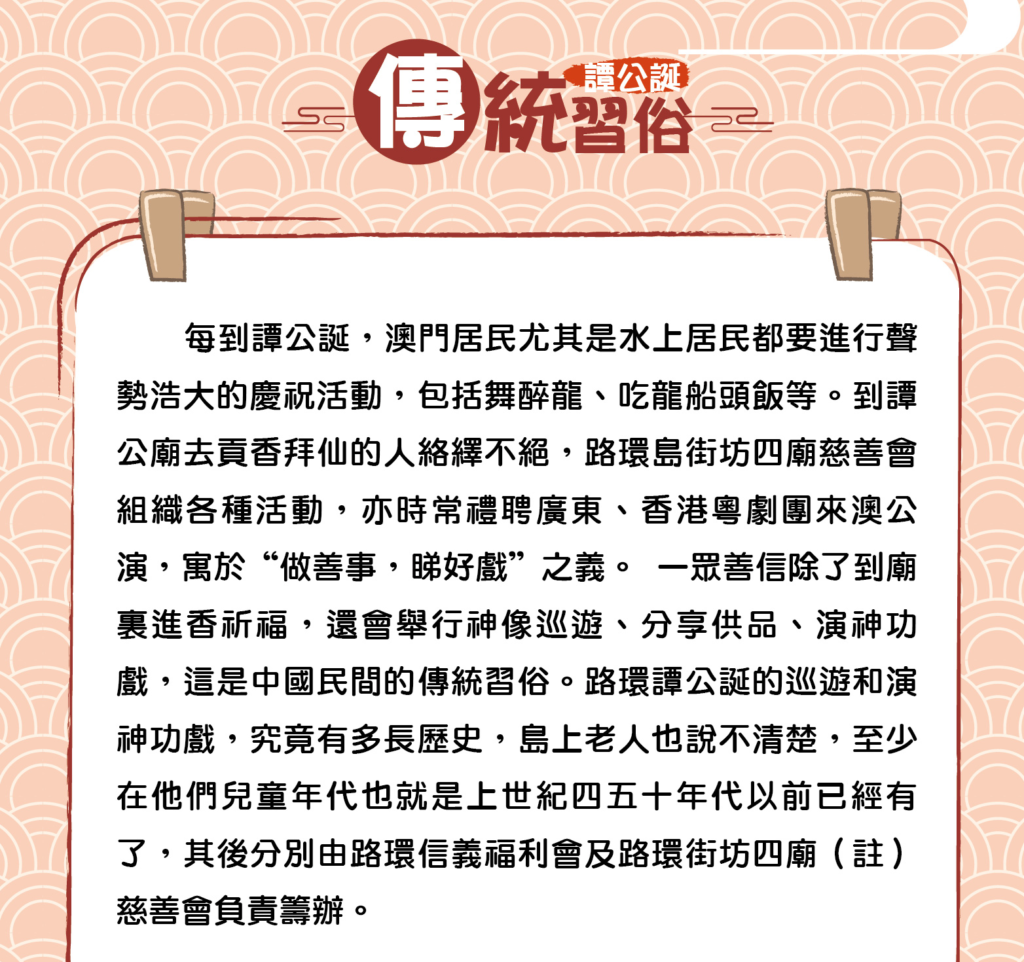 傳統習俗
譚公誕
每到譚公誕，澳門居民尤其是水上居民都要進行聲
勢浩大的慶祝活動，包括舞醉龍、吃龍船頭飯等。到譚
公廟去貢香拜仙的人絡繹不絕，路環島街坊四廟慈善會
組織各種活動，亦時常禮聘廣東、香港粵劇團來澳公
演，寓於“做善事，睇好戲”之義。 一眾善信除了到廟
裏進香祈福，還會舉行神像巡遊、分享供品、演神功
戲，這是中國民間的傳統習俗。路環譚公誕的巡遊和演
神功戲，究竟有多長歷史，島上老人也說不清楚，至少
在他們兒童年代也就是上世紀四五十年代以前已經有
了，其後分別由路環信義福利會及路環街坊四廟（註）
慈善會負責籌辦。